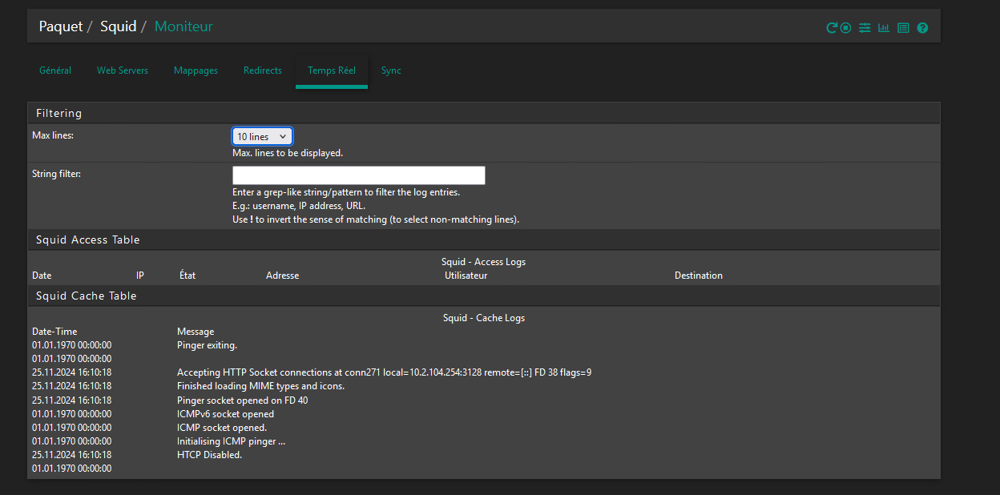 Paquet / Squid / Moniteur
Général Web Servers Mappages Redirects Temps Réel Sync
Filtering
Max lines:
10 lines
Max. lines to be displayed.
String filter:
Enter a grep-like string/pattern to filter the log entries.
E.g.: username, IP address, URL.
Use ! to invert the sense of matching (to select non-matching lines).
Squid Access Table
Squid - Access Logs
Date IP État Adresse Utilisateur Destination
Squid Cache Table
Squid - Cache Logs
Date-Time Message
01.01.1970 00:00:00 Pinger exiting.
01.01.1970 00:00:00
25.11.2024 16:10:18 Accepting HTTP Socket connections at conn271 local=10.2.104.254:3128 remote=[::] FD 38 flags=9
25.11.2024 16:10:18 Finished loading MIME types and icons.
25.11.2024 16:10:18 Pinger socket opened on FD 40
01.01.1970 00:00:00 ICMPv6 socket opened
01.01.1970 00:00:00 ICMP socket opened.
01.01.1970 00:00:00 Initialising ICMP pinger ...
25.11.2024 16:10:18 HTCP Disabled.
01.01.1970 00:00:00